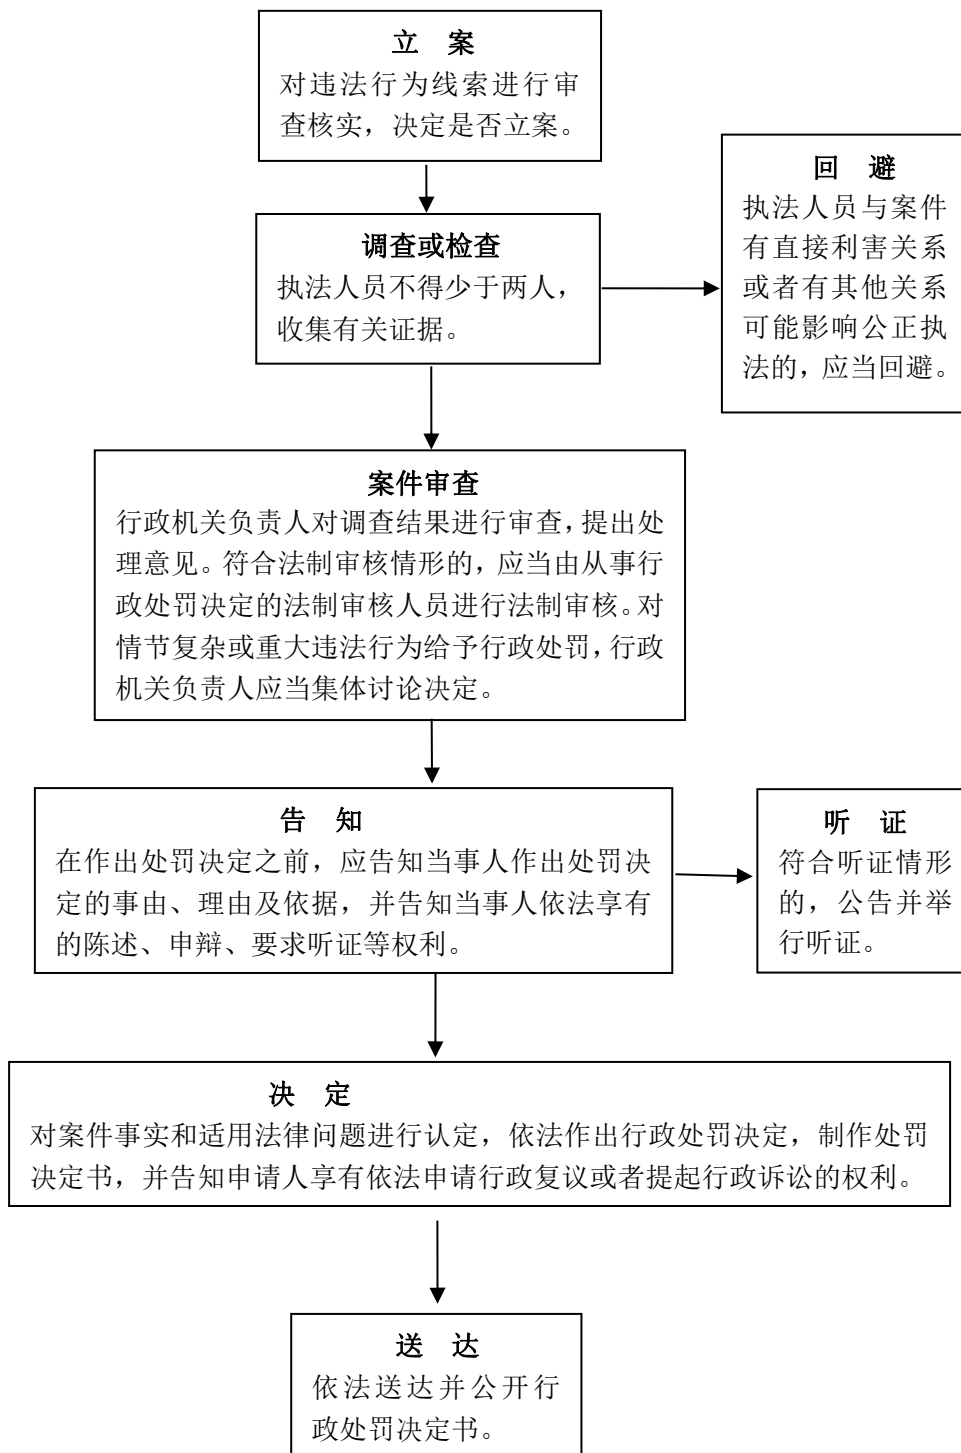 立 案
对违法行为线索进行审
查核实，决定是否立案。
回 避
执法人员与案件
有直接利害关系
或者有其他关系
可能影响公正执
法的，应当回避。
调查或检查
执法人员不得少于两人，
收集有关证据。
案件审查
行政机关负责人对调查结果进行审查，提出处
理意见。符合法制审核情形的，应当由从事行
政处罚决定的法制审核人员进行法制审核。对
情节复杂或重大违法行为给予行政处罚，行政
机关负责人应当集体讨论决定。
告 知
在作出处罚决定之前，应告知当事人作出处罚决
定的事由、理由及依据，并告知当事人依法享有
的陈述、申辩、要求听证等权利。
听 证
符合听证情形
的，公告并举
行听证。
决 定
对案件事实和适用法律问题进行认定，依法作出行政处罚决定，制作处罚
决定书，并告知申请人享有依法申请行政复议或者提起行政诉讼的权利。
送 达
依法送达并公开行
政处罚决定书。